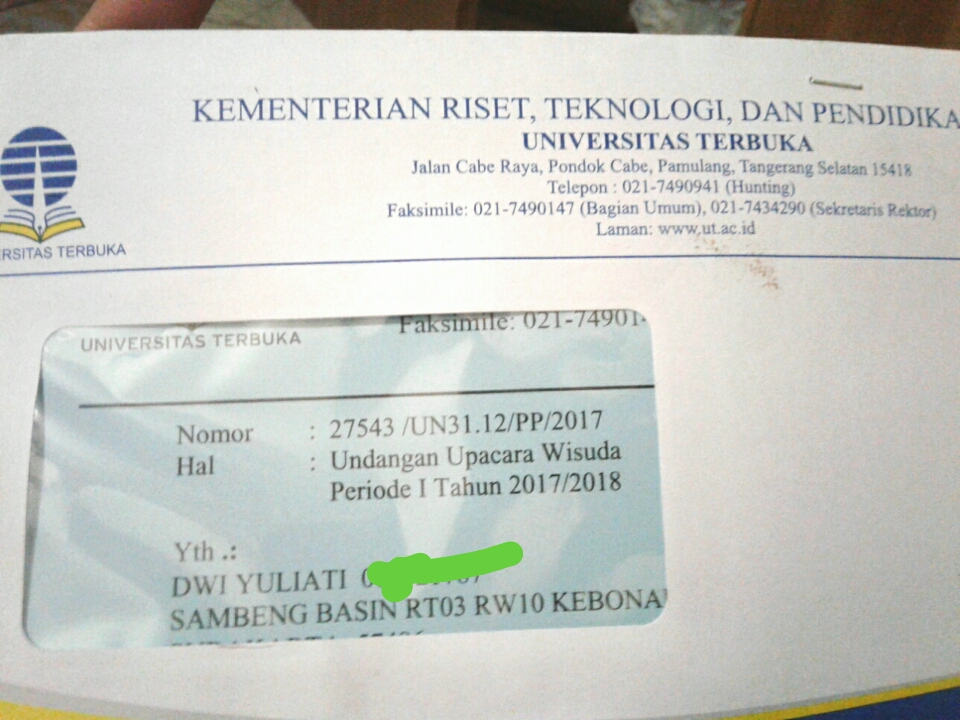 KEMENTERIAN RISET, TEKNOLOGI, DAN PENDIDIKA
UNIVERSITAS TERBUKA
Jalan Cabe Raya, Pondok Cabe, Pamulang, Tangerang Selatan 15418
Telepon : 021-7490941 (Hunting)
Faksimile: 021-7490147 (Bagian Umum), 021-7434290 (Sekretaris Rektor)
Laman: www.ut.ac.id
RSITAS TERBUKA
Faksimile: 021-74901
UNIVERSITAS TERBUKA
Nomor : 27543 /UN31.12/PP/2017
Hal : Undangan Upacara Wisuda
Periode I Tahun 2017/2018
Yth .:
DWI YULIATI
SAMBENG BASIN RT03 RW10 KEBONA